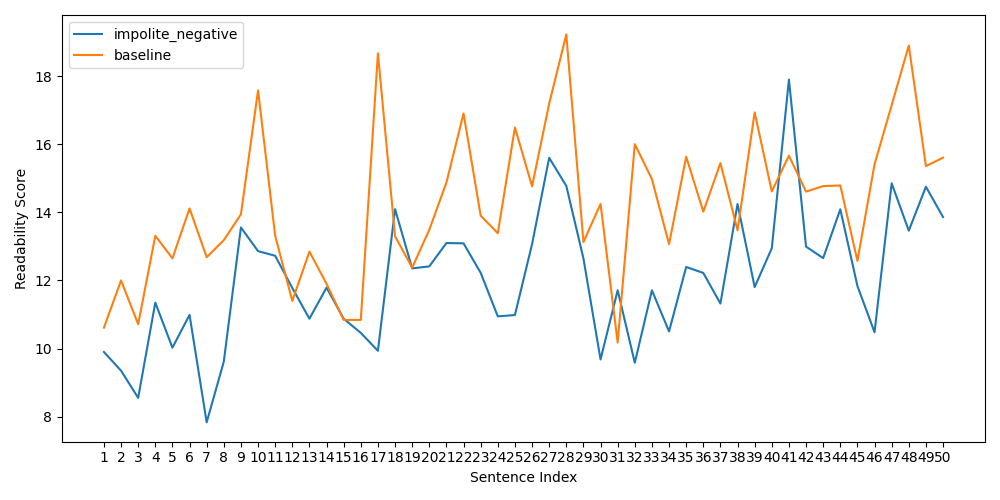 impolite_negative
baseline
Readability Score
18
16
14
12
10
8
1 2 3 4 5 6 7 8 9 10 11 12 13 14 15 16 17 18 19 20 21 22 23 24 25 26 27 28 29 30 31 32 33 34 35 36 37 38 39 40 41 42 43 44 45 46 47 48 49 50
Sentence Index